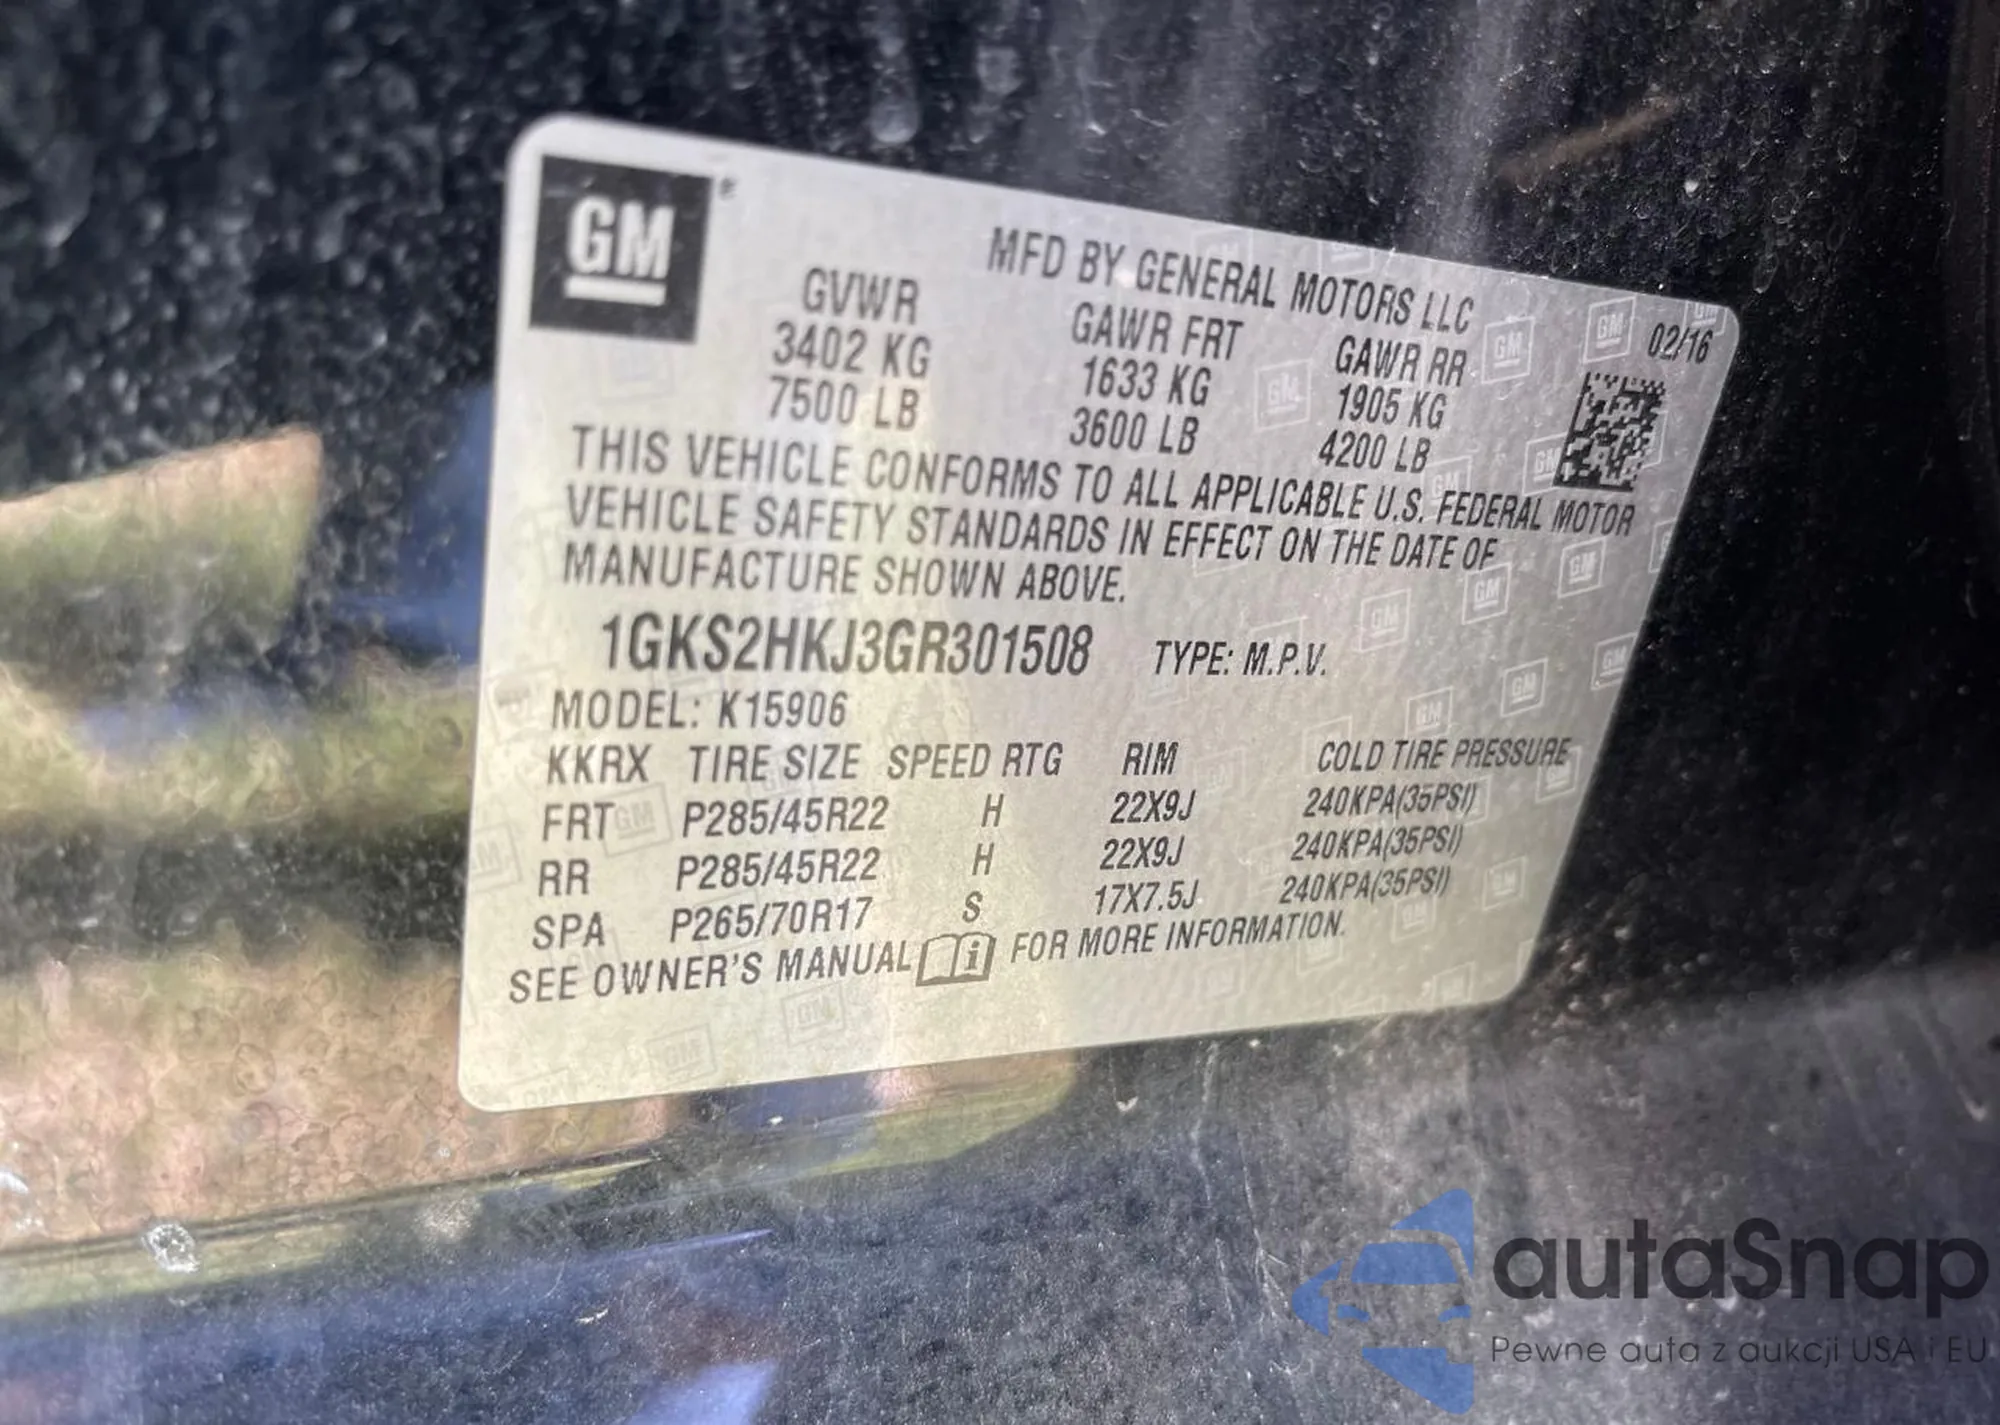 GM
MFD BY GENERAL MOTORS LLC
02/16
GVWR GAWR FRT GAWR RR
3402 KG 1633 KG 1905 KG
7500 LB 3600 LB 4200 LB
THIS VEHICLE CONFORMS TO ALL APPLICABLE U.S. FEDERAL MOTOR
VEHICLE SAFETY STANDARDS IN EFFECT ON THE DATE OF
MANUFACTURE SHOWN ABOVE.
1GKS2HKJ3GR301508 TYPE: M.P.V.
MODEL: K15906
KKRX TIRE SIZE SPEED RTG RIM COLD TIRE PRESSURE
FRT P285/45R22 H 22X9J 240KPA(35PSI)
RR P285/45R22 H 22X9J 240KPA(35PSI)
SPA P265/70R17 S 17X7.5J 240KPA(35PSI)
SEE OWNER'S MANUAL FOR MORE INFORMATION.
autaSnap
Pewne auta z aukcji USA i EU